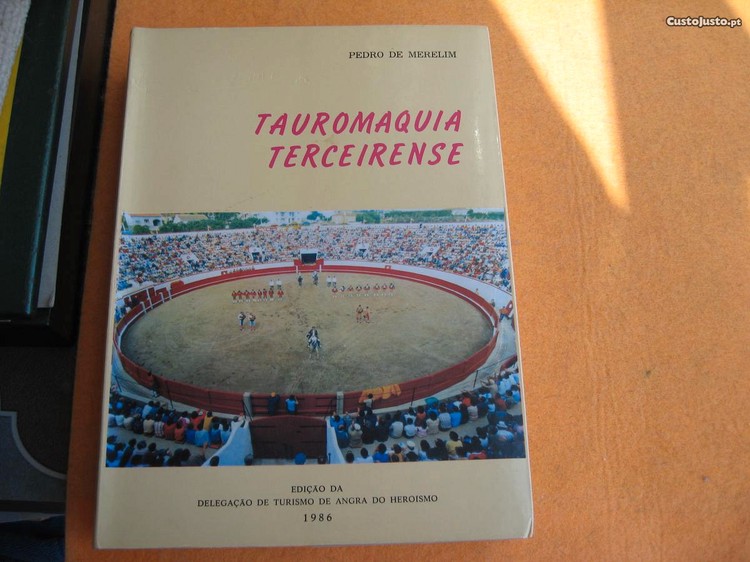 CustoJusto.pt
PEDRO DE MERELIM
TAUROMAQUIA
TERCEIRENSE
EDIÇÃO DA
DELEGAÇÃO DE TURISMO DE ANGRA DO HEROISMO
1986